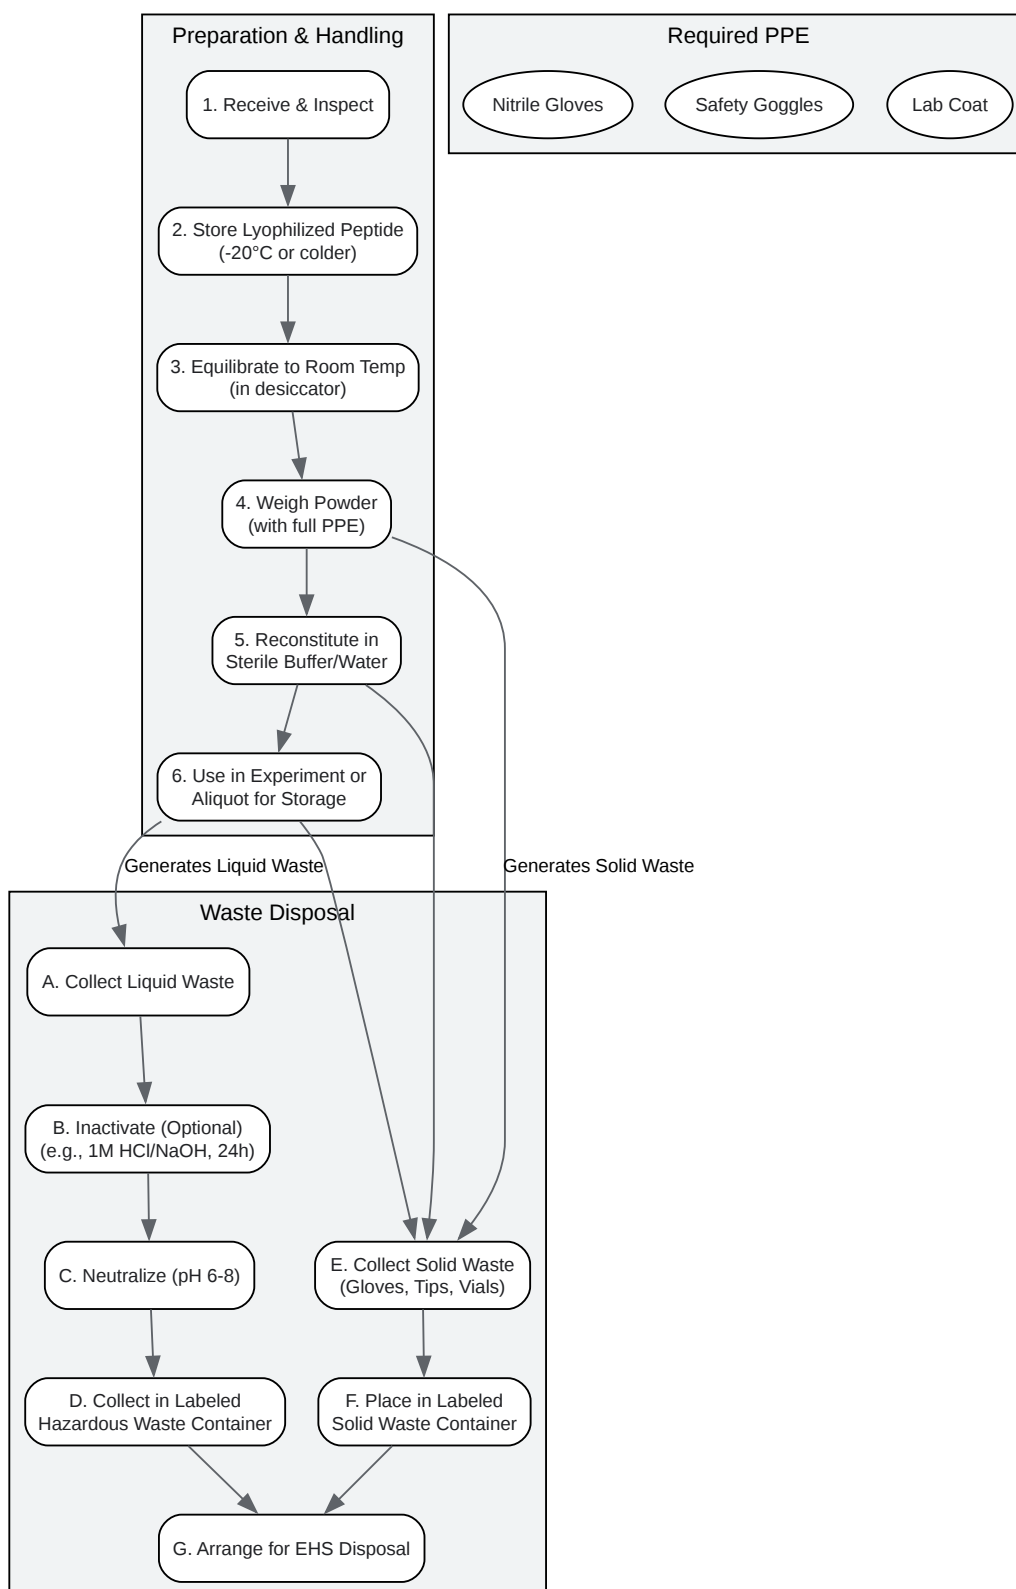 Preparation & Handling
Required PPE
1. Receive & Inspect
Nitrile Gloves
Safety Goggles
Lab Coat
2. Store Lyophilized Peptide
(-20°C or colder)
3. Equilibrate to Room Temp
(in desiccator)
4. Weigh Powder
(with full PPE)
5. Reconstitute in
Sterile Buffer/Water
6. Use in Experiment or
Aliquot for Storage
Generates Liquid Waste
Generates Solid Waste
Waste Disposal
A. Collect Liquid Waste
B. Inactivate (Optional)
(e.g., 1M HCl/NaOH, 24h)
C. Neutralize (pH 6-8)
E. Collect Solid Waste
(Gloves, Tips, Vials)
D. Collect in Labeled
Hazardous Waste Container
F. Place in Labeled
Solid Waste Container
G. Arrange for EHS Disposal